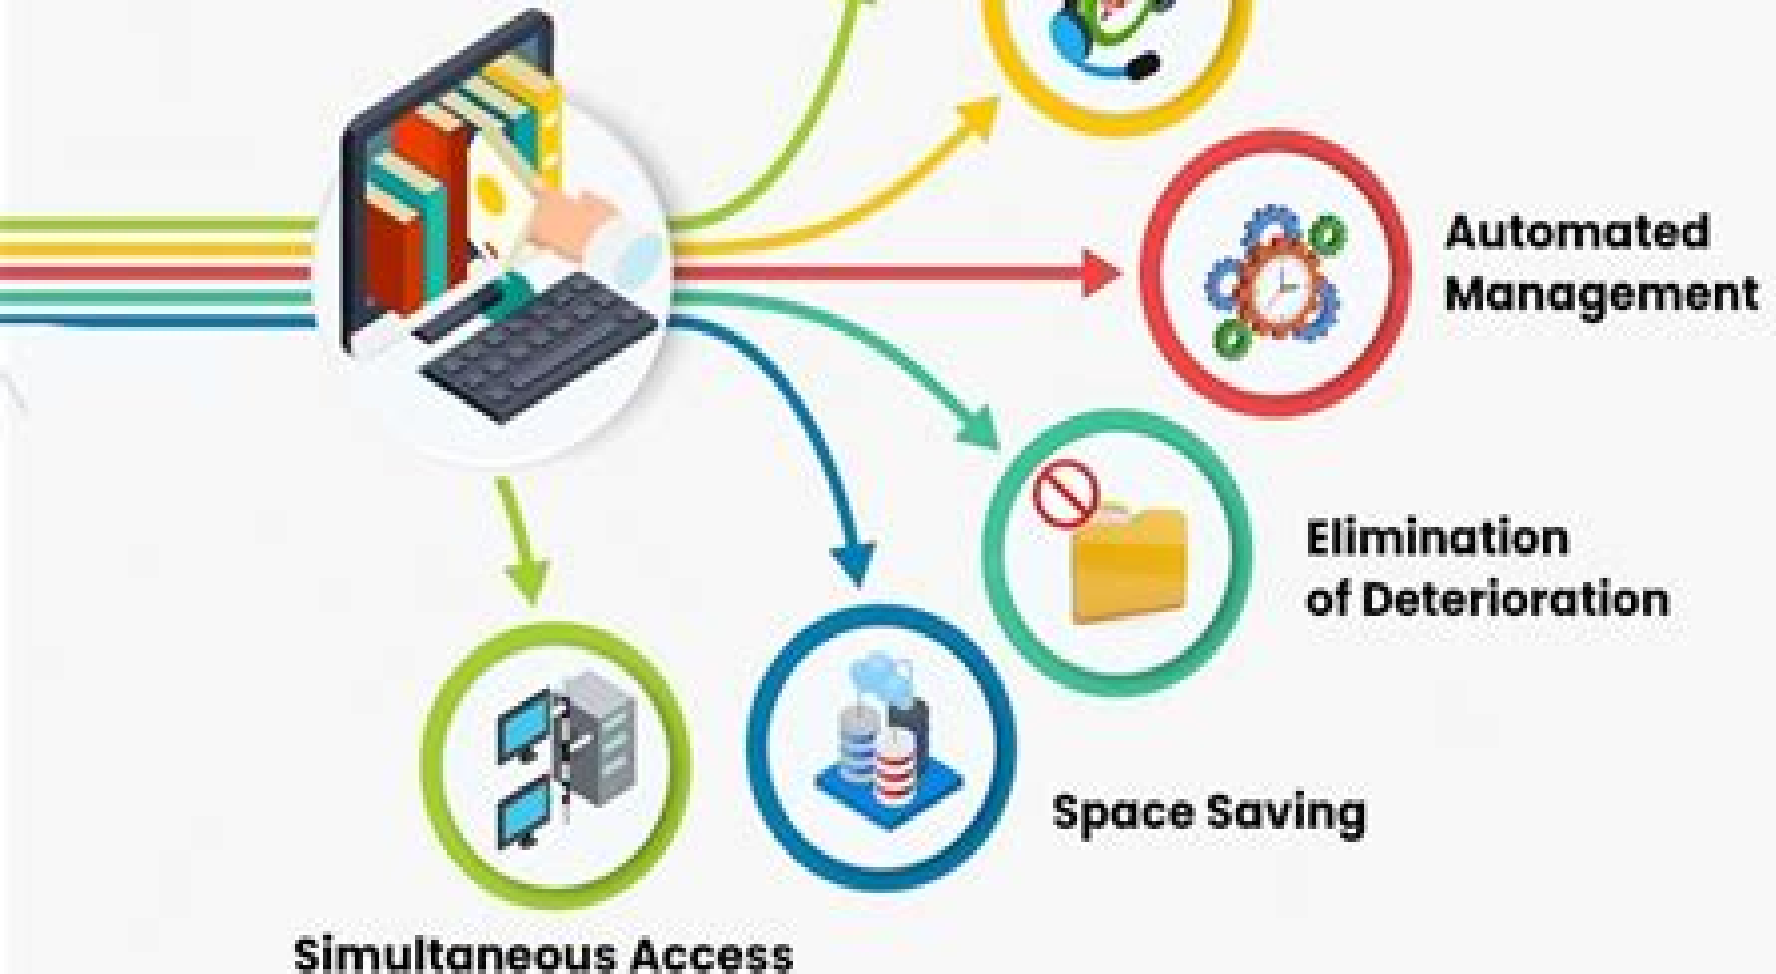 Automated
Management
Elimination
of Deterioration
Space Saving
Simultaneous Access